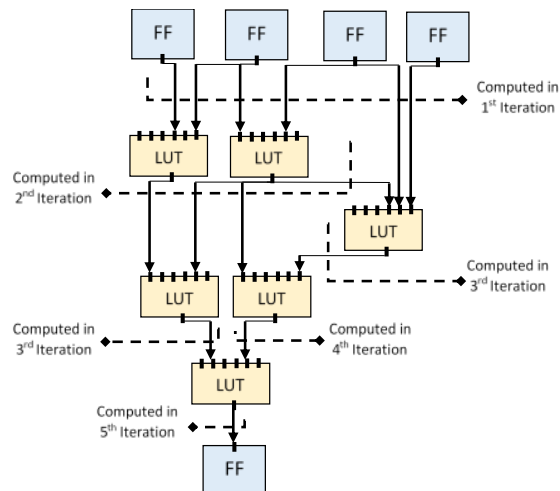 FF
FF
FF
FF
Computed in
1st Iteration
LUT
LUT
Computed in
2nd Iteration
LUT
Computed in
3rd Iteration
LUT
LUT
Computed in
3rd Iteration
Computed in
4th Iteration
LUT
Computed in
5th Iteration
FF